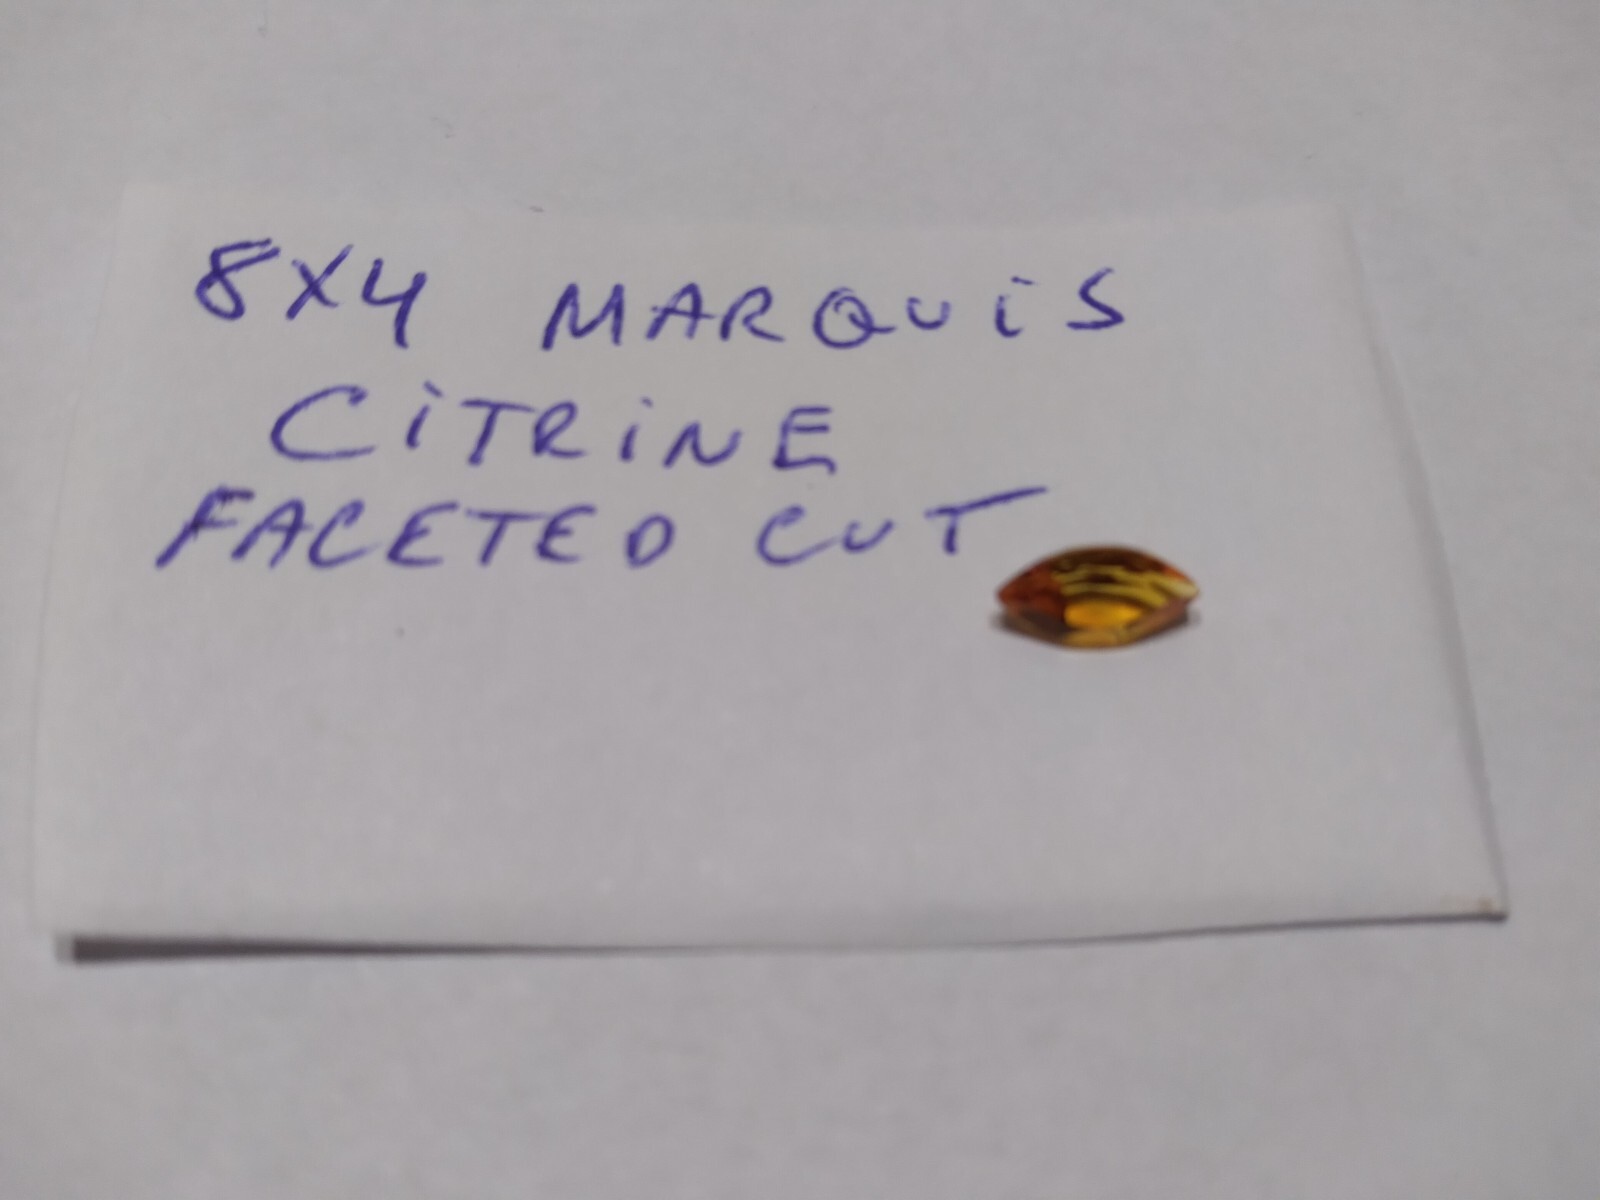 8X4 MARQUiS
CiTRiNE
FACETED CUT